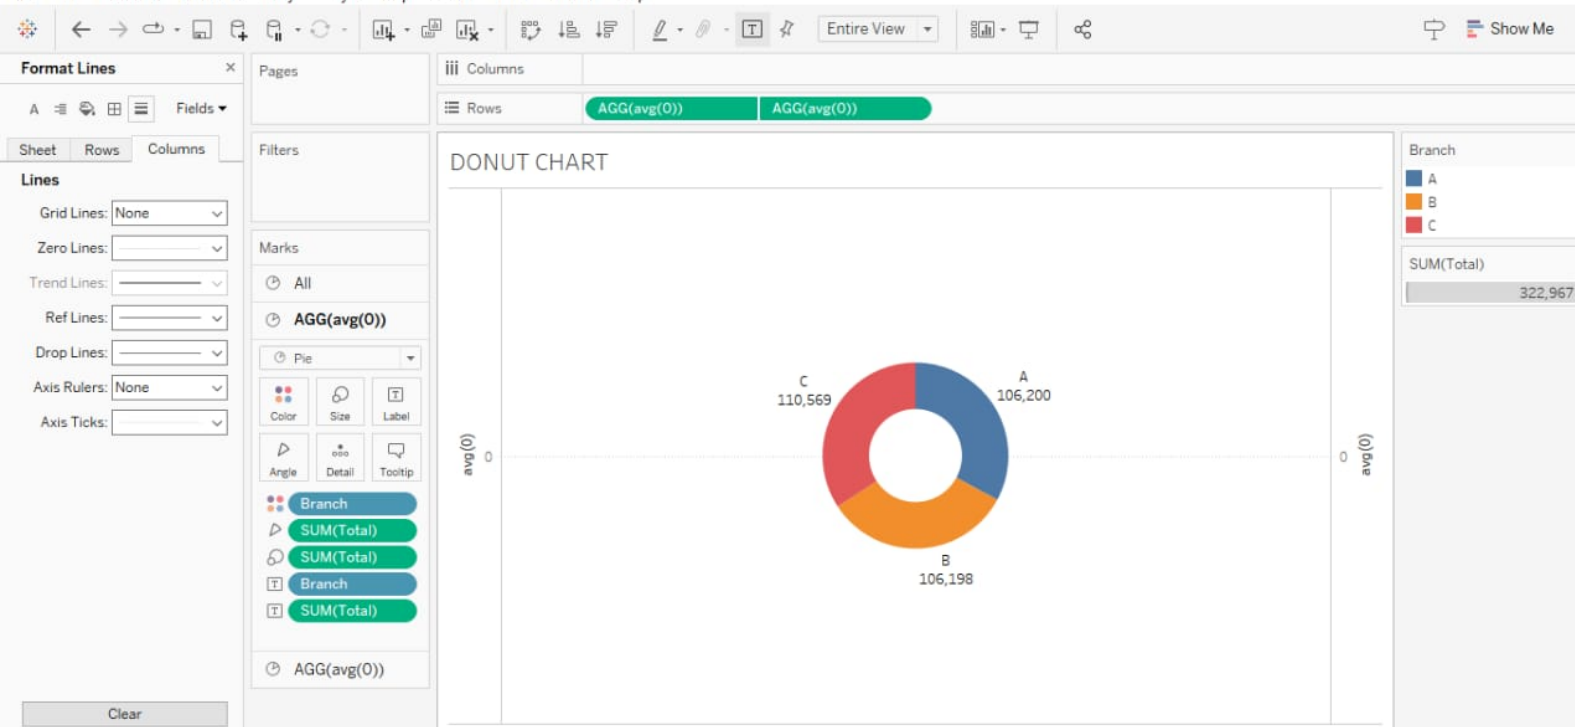 Entire View
Show Me
Format Lines
Fields
Sheet Rows Columns
Lines
Grid Lines: None
Zero Lines:
Trend Lines:
Ref Lines:
Drop Lines:
Axis Rulers: None
Axis Ticks:
Clear
Pages
Filters
Marks
All
AGG(avg(0))
Pie
Color Size Label
Angle Detail Tooltip
Branch
SUM(Total)
SUM(Total)
Branch
SUM(Total)
AGG(avg(0))
Columns
Rows AGG(avg(0)) AGG(avg(0))
DONUT CHART
avg(0)
0
C
110,569
A
106,200
B
106,198
0
avg(0)
Branch
A
B
C
SUM(Total)
322,967